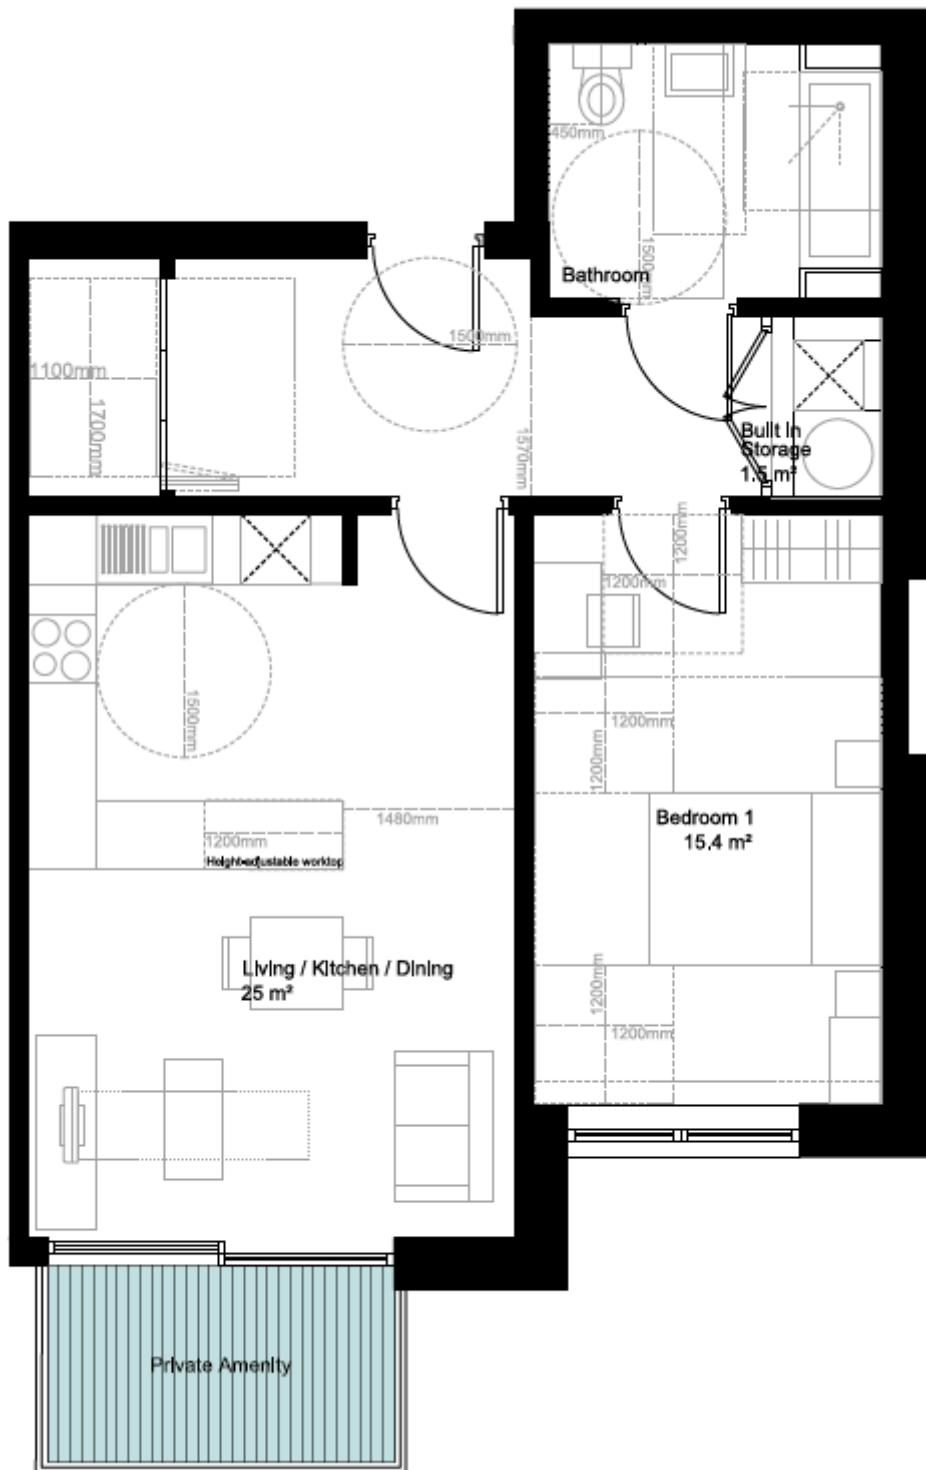 450mm
1500mm
Bathroom
1500mm
1100mm
1700mm
1570mm
Built In
Storage
1.5 m²
1200mm
1200mm
1500mm
1200mm
1200mm
1480mm
1200mm
Height-adjustable worktop
Bedroom 1
15.4 m²
Living / Kitchen / Dining
25 m²
1200mm
1200mm
Private Amenity